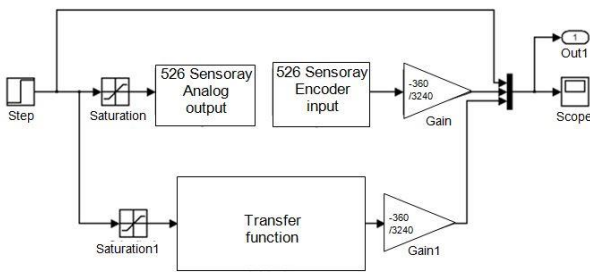 526 Sensoray
Analog
output
526 Sensoray
Encoder
input
-360
/3240
1
Out1
Step
Saturation
Gain
Scope
Transfer
function
-360
/3240
Saturation1
Gain1